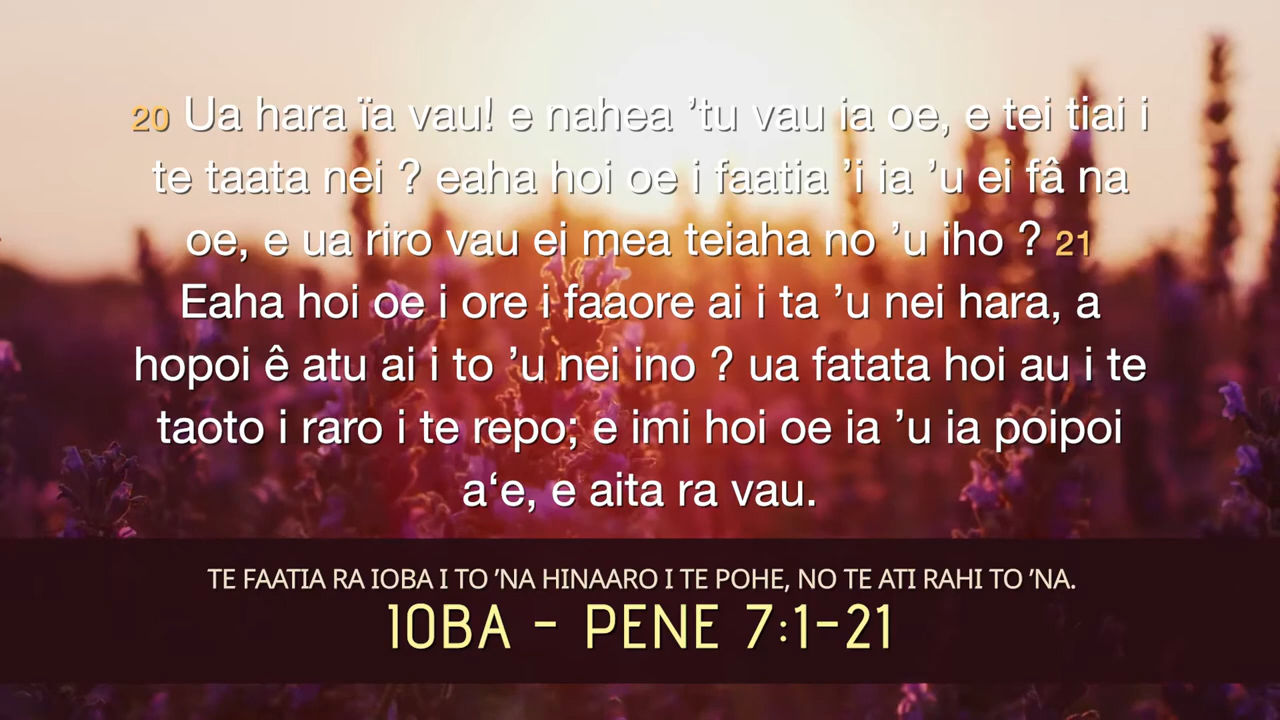 20 Ua hara ïa vau! e nahea ’tu vau ia oe, e tei tiai i
te taata nei ? eaha hoi oe i faatia ’i ia ’u ei fâ na
oe, e ua riro vau ei mea teiaha no ’u iho ? 21
Eaha hoi oe i ore i faaore ai i ta ’u nei hara, a
hopoi ê atu ai i to ’u nei ino ? ua fatata hoi au i te
taoto i raro i te repo; e imi hoi oe ia ’u ia poipoi
a‘e, e aita ra vau.
TE FAATIA RA IOBA I TO ’NA HINAARO I TE POHE, NO TE ATI RAHI TO ’NA.
IOBA - PENE 7:1-21